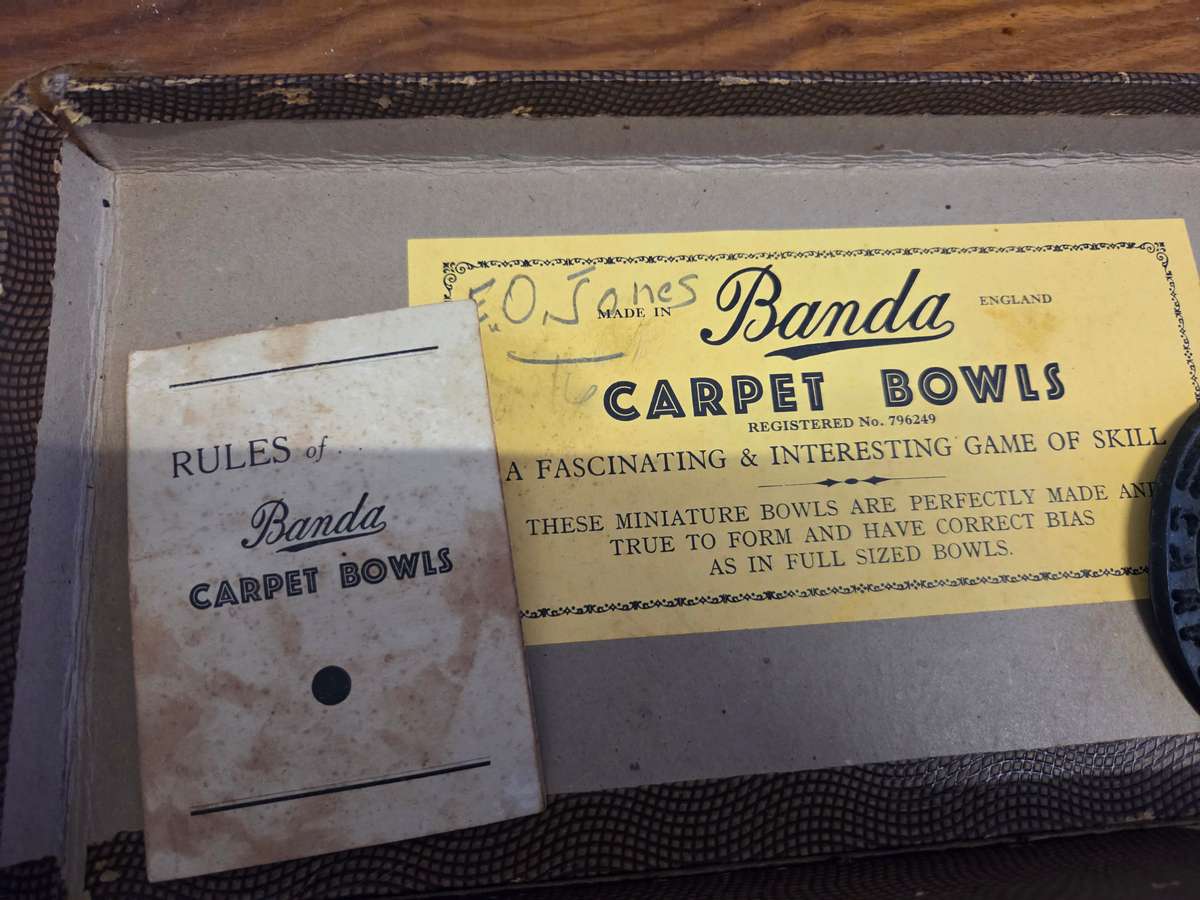 RULES of
Banda
CARPET BOWLS
E.O. Jones
MADE IN Banda ENGLAND
16
CARPET BOWLS
REGISTERED No. 796249
A FASCINATING & INTERESTING GAME OF SKILL
THESE MINIATURE BOWLS ARE PERFECTLY MADE AND
TRUE TO FORM AND HAVE CORRECT BIAS
AS IN FULL SIZED BOWLS.